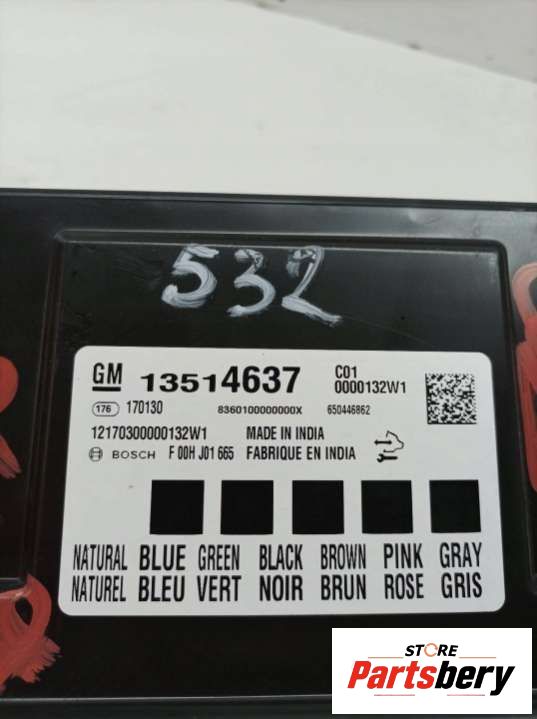 532
GM 13514637 C01
0000132W1
176 170130 8360100000000X 650446862
12170300000132W1 MADE IN INDIA
BOSCH F 00H J01 665 FABRIQUE EN INDIA
NATURAL BLUE GREEN BLACK BROWN PINK GRAY
NATUREL BLEU VERT NOIR BRUN ROSE GRIS
STORE
Partsbery